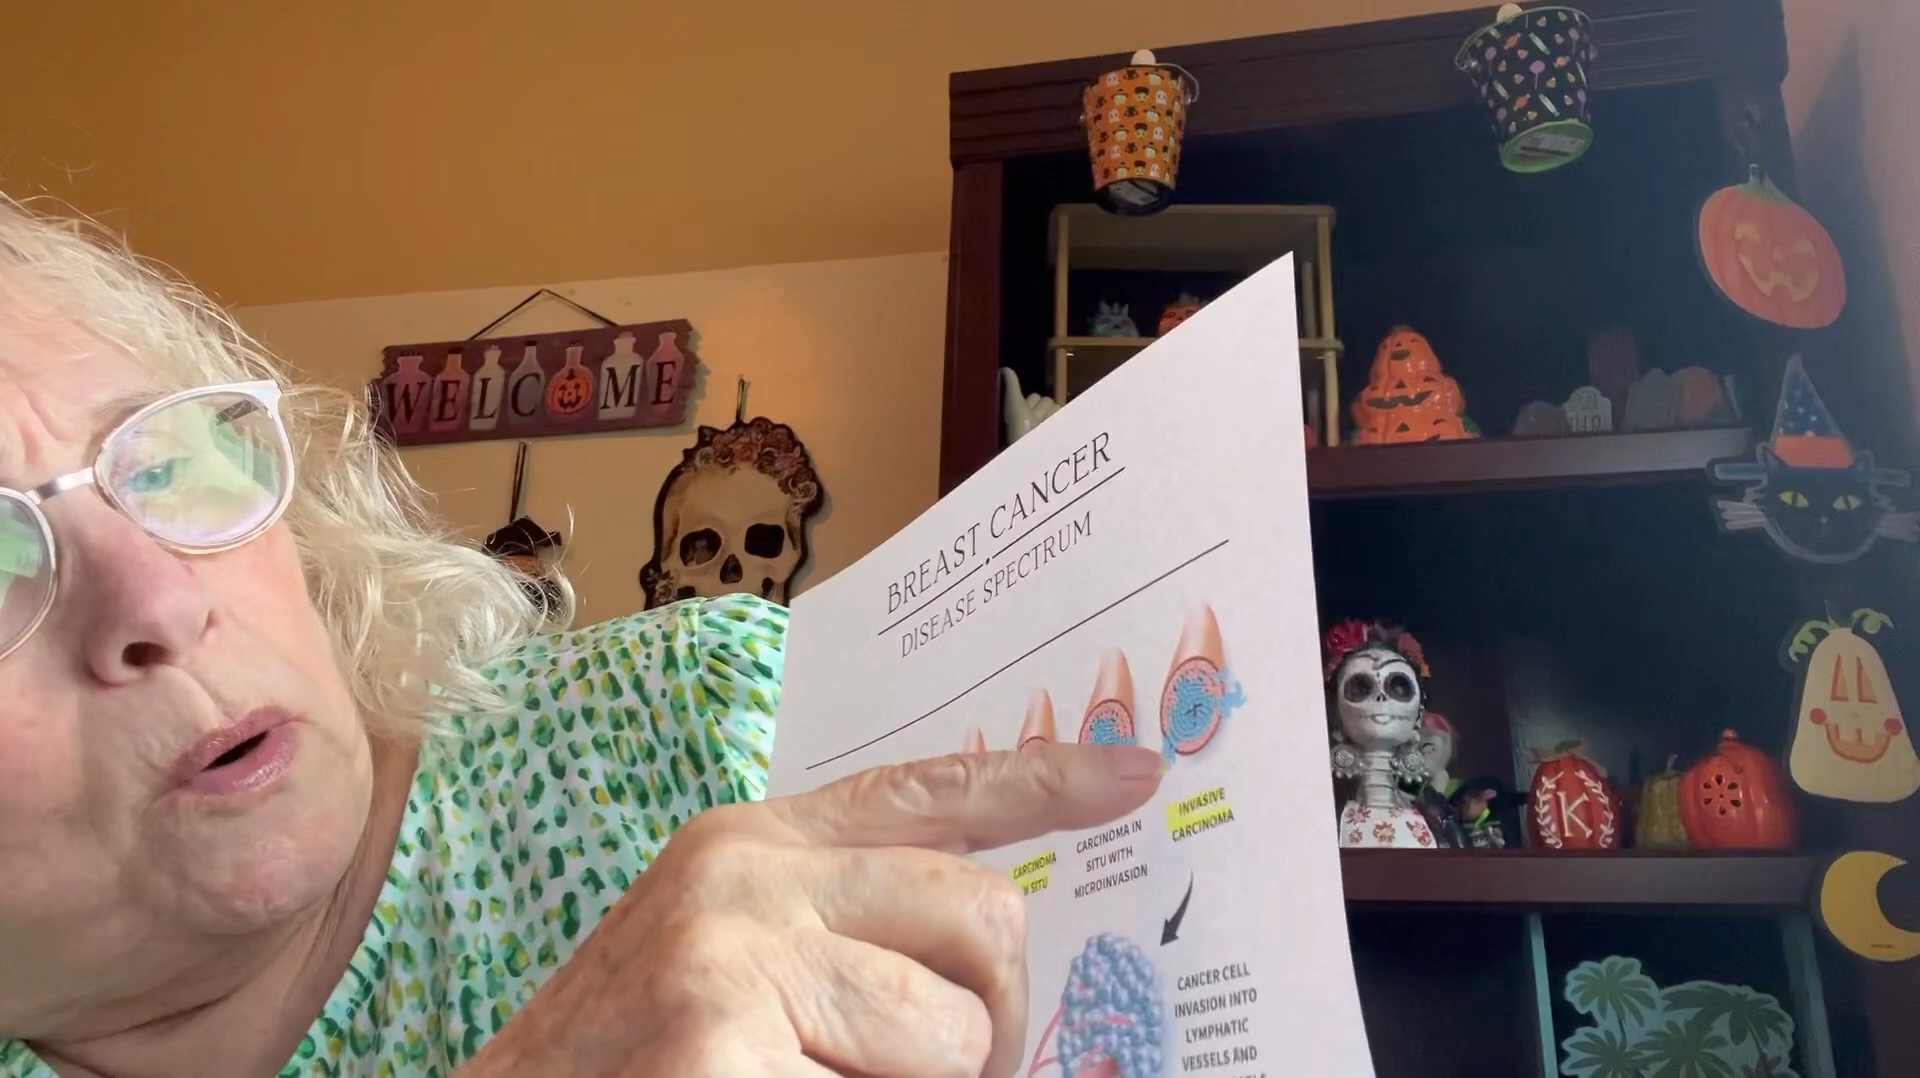 WELCOME
BREAST CANCER
DISEASE SPECTRUM
INVASIVE
CARCINOMA
CARCINOMA IN
SITU WITH
MICROINVASION
CARCINOMA
IN SITU
CANCER CELL
INVASION INTO
LYMPHATIC
VESSELS AND
RIP
K